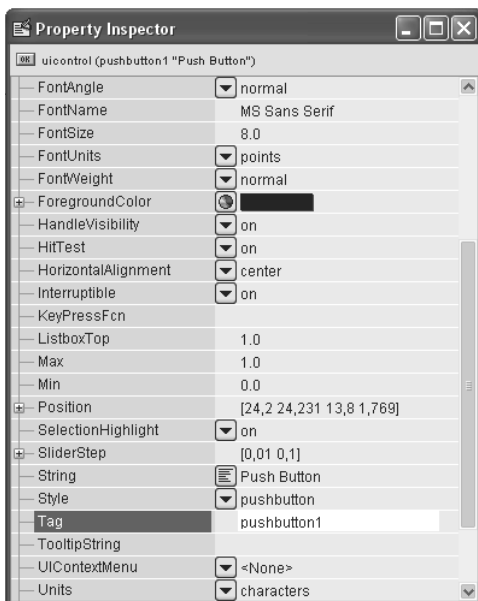 Property Inspector
OK uicontrol (pushbutton1 "Push Button")
FontAngle normal
FontName MS Sans Serif
FontSize 8.0
FontUnits points
FontWeight normal
ForegroundColor
HandleVisibility on
HitTest on
HorizontalAlignment center
Interruptible on
KeyPressFcn
ListboxTop 1.0
Max 1.0
Min 0.0
Position [24,2 24,231 13,8 1,769]
SelectionHighlight on
SliderStep [0,01 0,1]
String Push Button
Style pushbutton
Tag pushbutton1
TooltipString
UIContextMenu <None>
Units characters